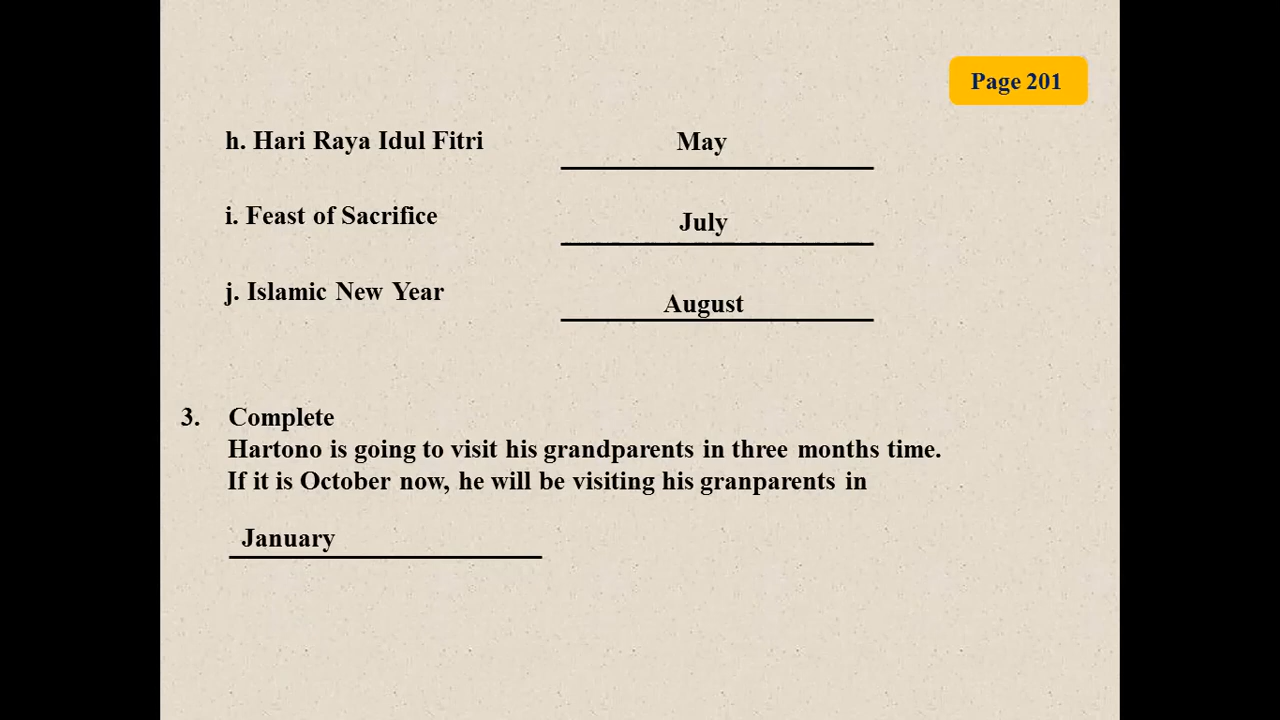 Page 201
h. Hari Raya Idul Fitri May
i. Feast of Sacrifice July
j. Islamic New Year August
3. Complete
Hartono is going to visit his grandparents in three months time.
If it is October now, he will be visiting his granparents in
January